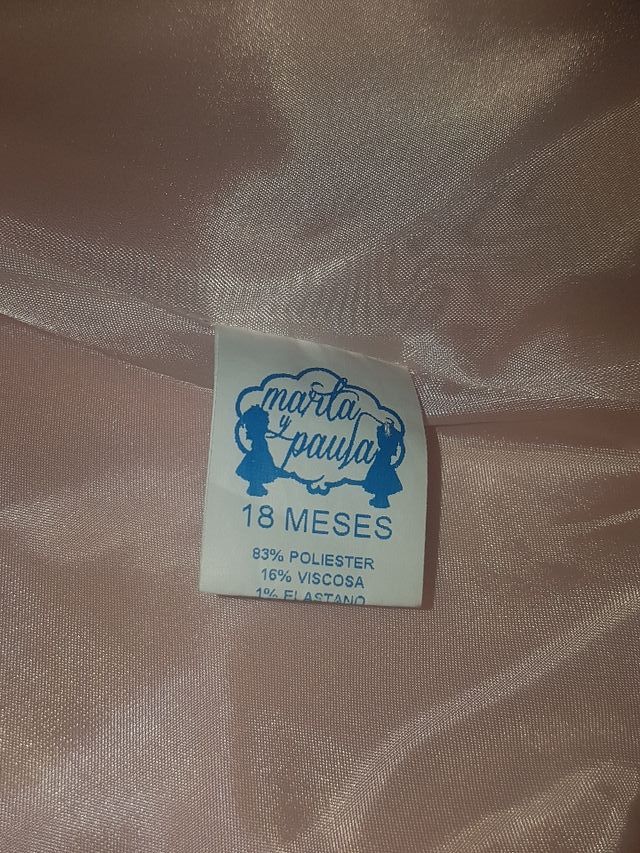 marta
y
paula
18 MESES
83% POLIESTER
16% VISCOSA
1% ELASTANO